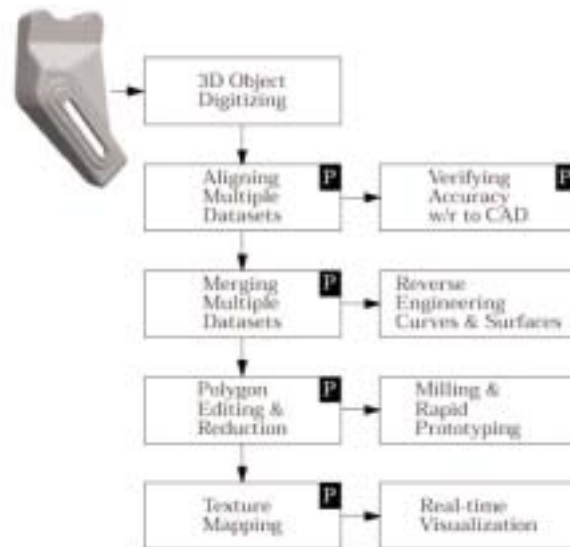 3D Object
Digitizing
P
Aligning
Multiple
Datasets
P
Verifying
Accuracy
w/r to CAD
P
Merging
Multiple
Datasets
Reverse
Engineering
Curves & Surfaces
P
Polygon
Editing &
Reduction
Milling &
Rapid
Prototyping
P
Texture
Mapping
Real-time
Visualization